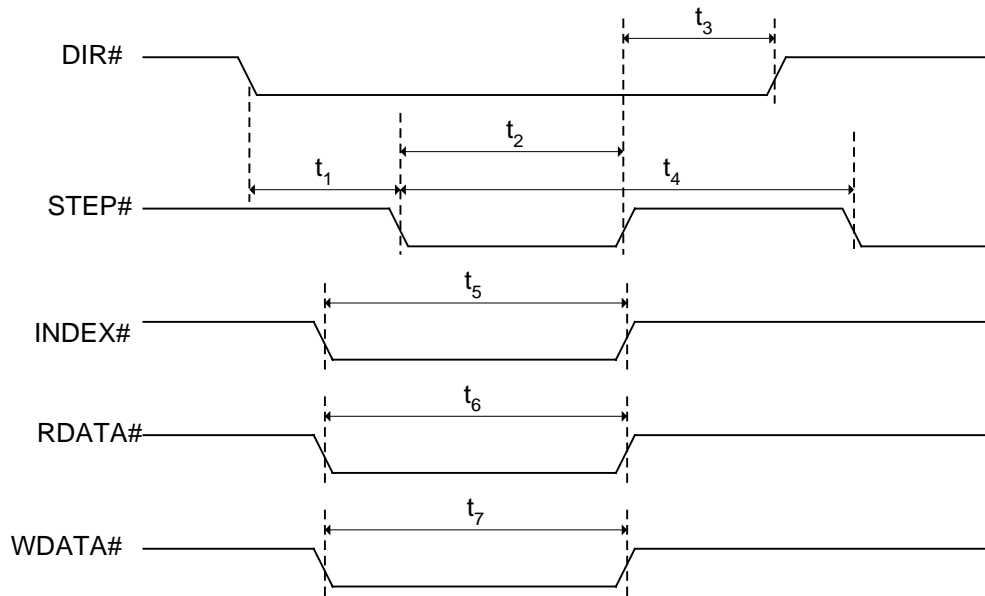 t3
DIR#
t2
t1
t4
STEP#
t5
INDEX#
t6
RDATA#
t7
WDATA#